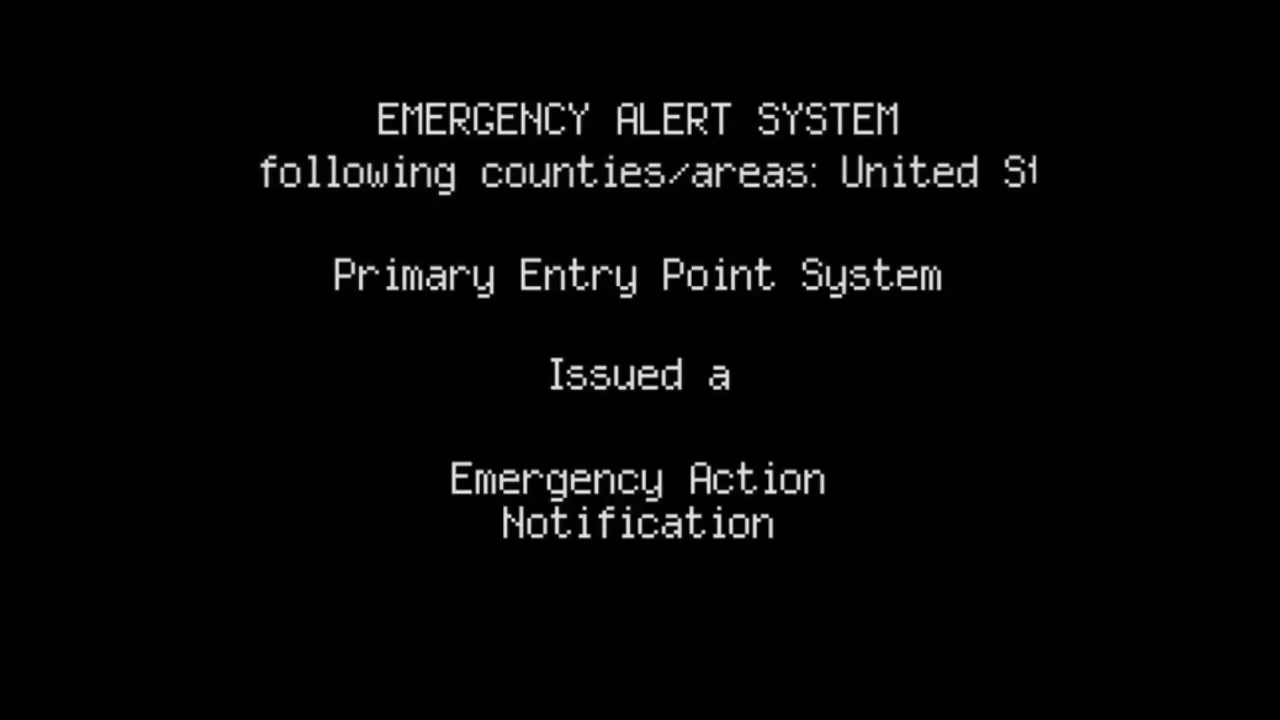 EMERGENCY ALERT SYSTEM
following counties/areas: United
Primary Entry Point System
Issued a
Emergency Action
Notification